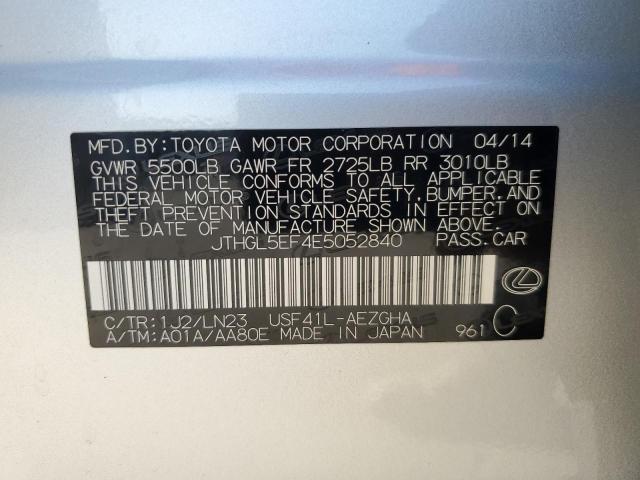 MFD.BY:TOYOTA MOTOR CORPORATION 04/14
GVWR 5500LB GAWR FR 2725LB RR 3010LB
THIS VEHICLE CONFORMS TO ALL APPLICABLE
FEDERAL MOTOR VEHICLE SAFETY,BUMPER,AND
THEFT PREVENTION STANDARDS IN EFFECT ON
THE DATE OF MANUFACTURE SHOWN ABOVE.
JTHGL5EF4E5052840 PASS.CAR
C/TR:1J2/LN23 USF41L-AEZGHA
A/TM:A01A/AA80E MADE IN JAPAN 961 C